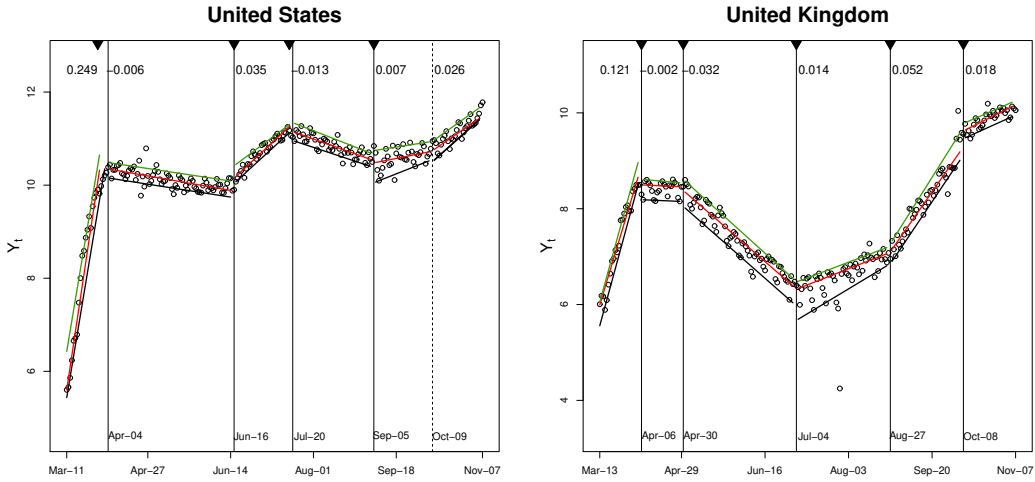 United States
0.249 −0.006 0.035 −0.013 0.007 0.026
12
10
8
6
Yt
Apr−04 Jun−16 Jul−20 Sep−05 Oct−09
Mar−11 Apr−27 Jun−14 Aug−01 Sep−18 Nov−07
United Kingdom
0.121 −0.002 −0.032 0.014 0.052 0.018
10
8
6
4
Yt
Apr−06 Apr−30 Jul−04 Aug−27 Oct−08
Mar−13 Apr−29 Jun−16 Aug−03 Sep−20 Nov−07